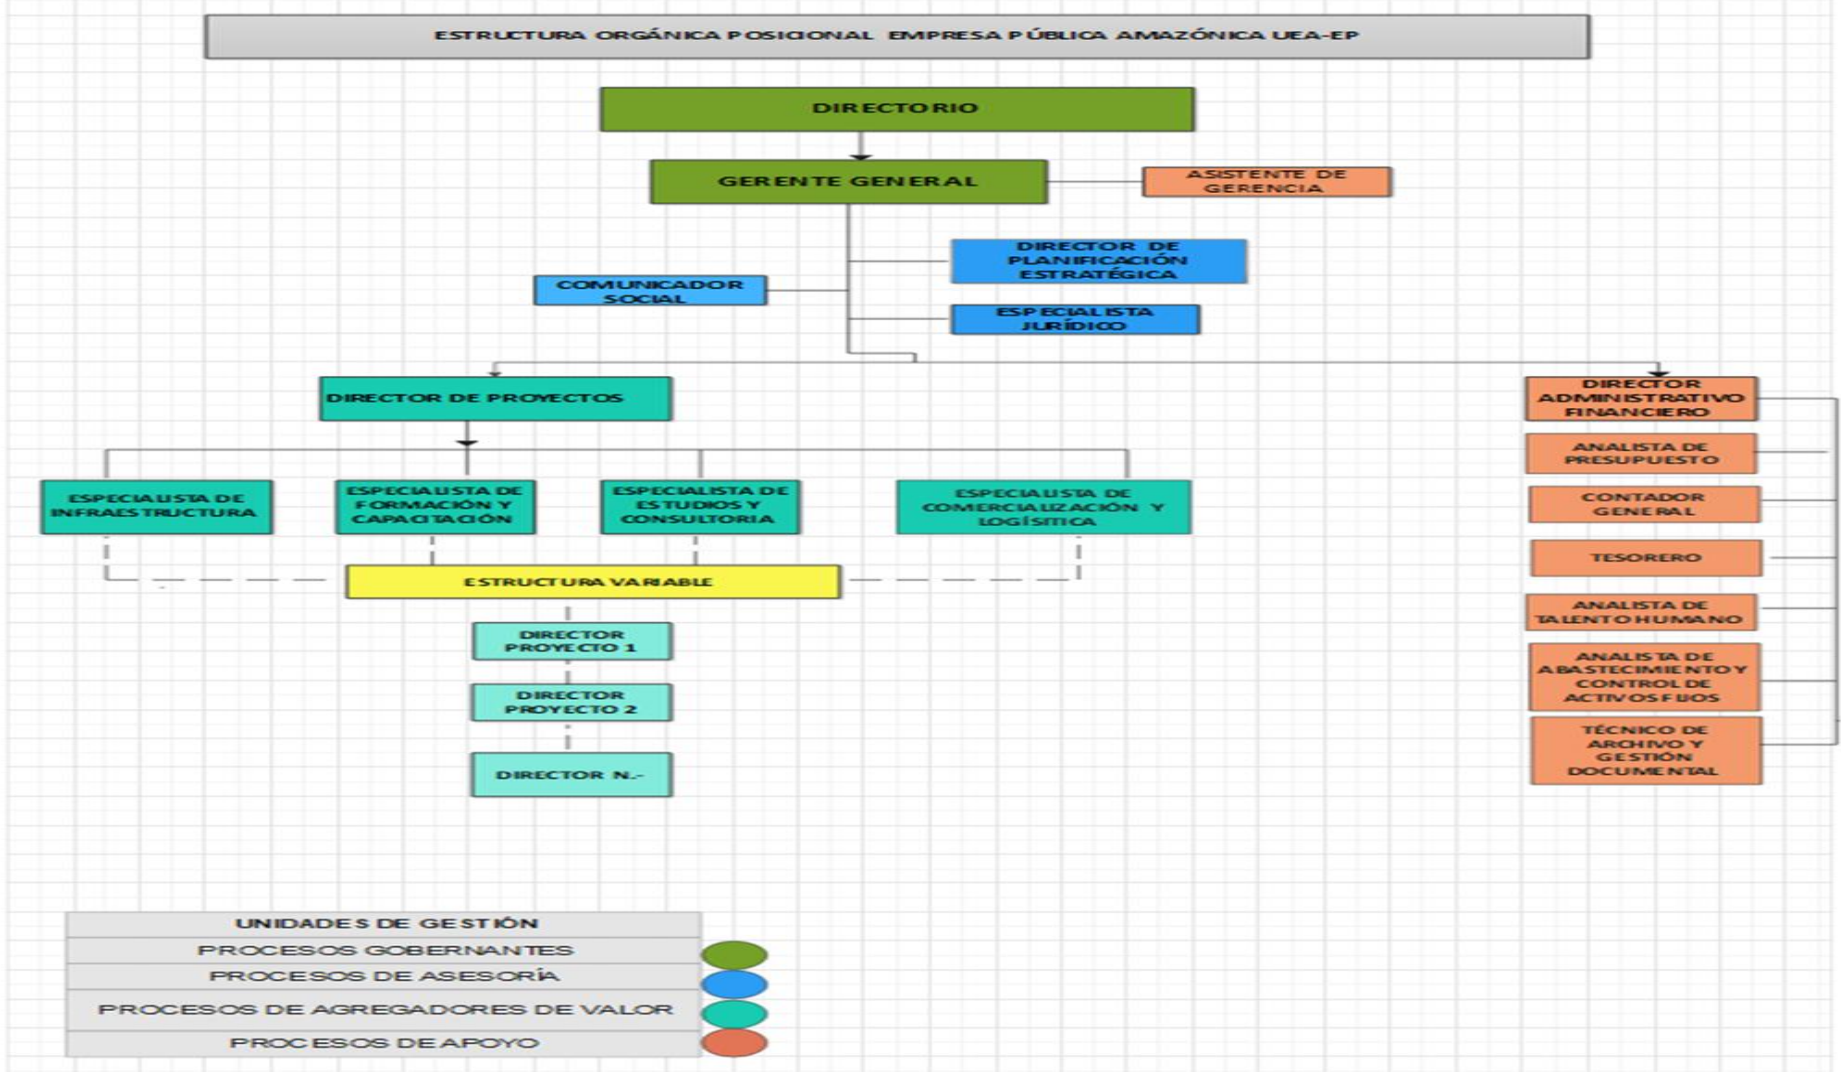 ESTRUCTURA ORGÁNICA POSICIONAL EMPRESA PÚBLICA AMAZÓNICA UEA-EP
DIRECTORIO
GERENTE GENERAL
ASISTENTE DE
GERENCIA
DIRECTOR DE
PLANIFICACIÓN
ESTRATÉGICA
COMUNICADOR
SOCIAL
ESPECIALISTA
JURÍDICO
DIRECTOR DE PROYECTOS
DIRECTOR
ADMINISTRATIVO
FINANCIERO
ESPECIALISTA DE
INFRAESTRUCTURA
ESPECIALISTA DE
FORMACIÓN Y
CAPACITACIÓN
ESPECIALISTA DE
ESTUDIOS Y
CONSULTORIA
ESPECIALISTA DE
COMERCIALIZACIÓN Y
LOGÍSITICA
ANALISTA DE
PRESUPUESTO
CONTADOR
GENERAL
TESORERO
ANALISTA DE
TALENTO HUMANO
ANALISTA DE
ABASTECIMIENTO Y
CONTROL DE
ACTIVOS FIJOS
TÉCNICO DE
ARCHIVO Y
GESTIÓN
DOCUMENTAL
ESTRUCTURA VARIABLE
DIRECTOR
PROYECTO 1
DIRECTOR
PROYECTO 2
DIRECTOR N.-
UNIDADES DE GESTIÓN
PROCESOS GOBERNANTES
PROCESOS DE ASESORÍA
PROCESOS DE AGREGADORES DE VALOR
PROCESOS DE APOYO